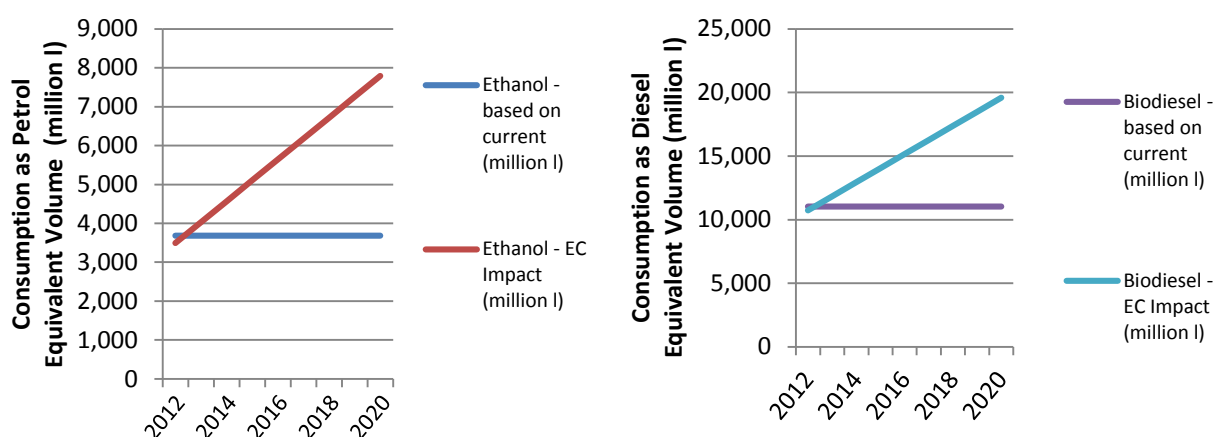 Consumption as Petrol
Equivalent Volume (million l)
9,000
8,000
7,000
6,000
5,000
4,000
3,000
2,000
1,000
0
2012
2014
2016
2018
2020
Ethanol -
based on
current
(million l)
Ethanol - EC
Impact
(million l)
Consumption as Diesel
Equivalent Volume (million l)
25,000
20,000
15,000
10,000
5,000
0
2012
2014
2016
2018
2020
Biodiesel -
based on
current
(million l)
Biodiesel -
EC Impact
(million l)